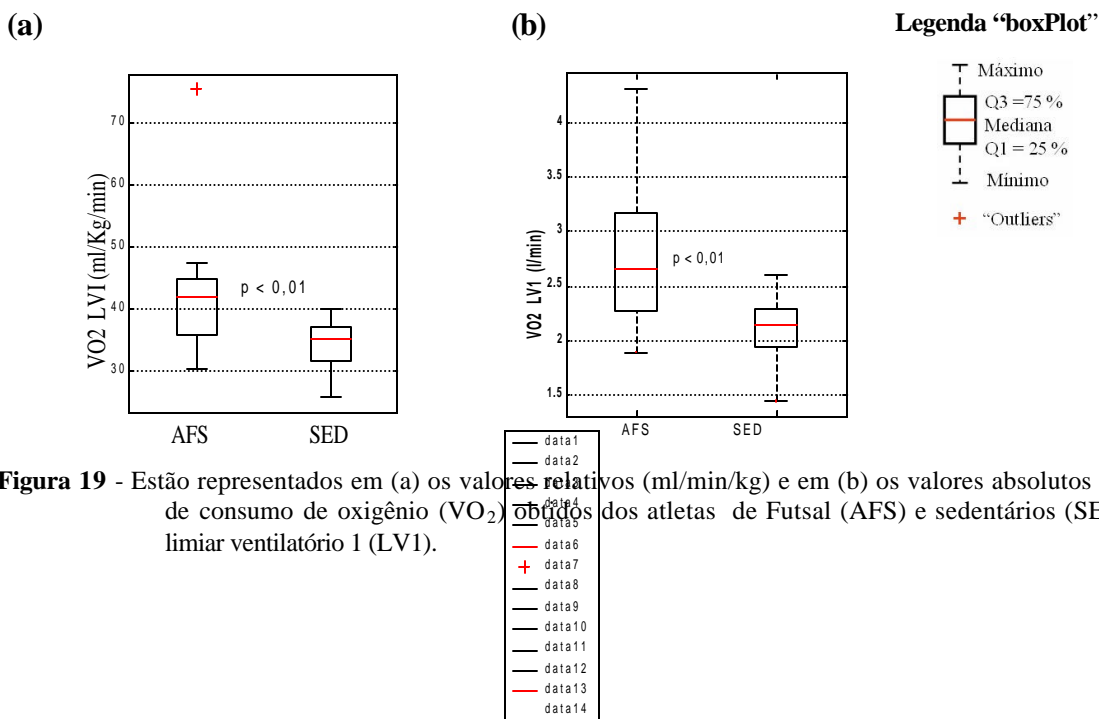 (a)
(b)
Legenda “boxPlot”
Máximo
Q3 =75 %
Mediana
Q1 = 25 %
Mínimo
“Outliers”
VO2 LVI (ml/Kg/min)
70
60
50
40
30
p < 0,01
AFS SED
VO2 LV1 (l/min)
4
3.5
3
2.5
2
1.5
p < 0,01
AFS SED
Figura 19 - Estão representados em (a) os valores relativos (ml/min/kg) e em (b) os valores absolutos
de consumo de oxigênio (VO2) obtidos dos atletas de Futsal (AFS) e sedentários (SE
limiar ventilatório 1 (LV1).
data1
data2
data3
data4
data5
data6
data7
data8
data9
data10
data11
data12
data13
data14